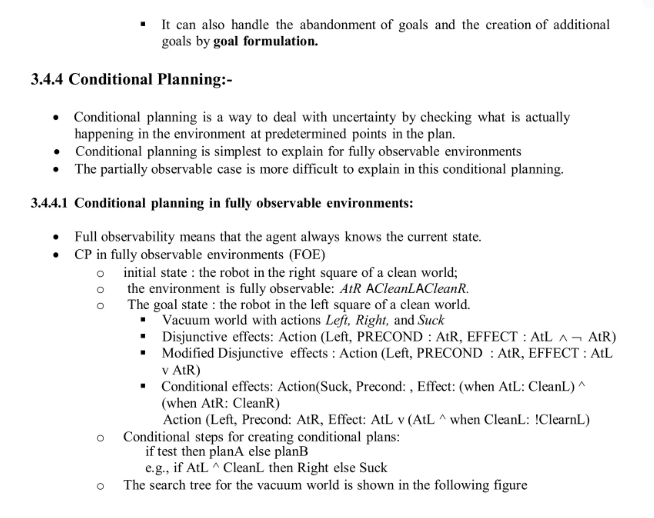 ▪ It can also handle the abandonment of goals and the creation of additional
goals by goal formulation.
3.4.4 Conditional Planning:-
• Conditional planning is a way to deal with uncertainty by checking what is actually
happening in the environment at predetermined points in the plan.
• Conditional planning is simplest to explain for fully observable environments
• The partially observable case is more difficult to explain in this conditional planning.
3.4.4.1 Conditional planning in fully observable environments:
• Full observability means that the agent always knows the current state.
• CP in fully observable environments (FOE)
o initial state : the robot in the right square of a clean world;
o the environment is fully observable: AtR ΛCleanLΛCleanR.
o The goal state : the robot in the left square of a clean world.
▪ Vacuum world with actions Left, Right, and Suck
▪ Disjunctive effects: Action (Left, PRECOND : AtR, EFFECT : AtL ∧ ¬ AtR)
▪ Modified Disjunctive effects : Action (Left, PRECOND : AtR, EFFECT : AtL
v AtR)
▪ Conditional effects: Action(Suck, Precond: , Effect: (when AtL: CleanL) ^
(when AtR: CleanR)
Action (Left, Precond: AtR, Effect: AtL v (AtL ^ when CleanL: !ClearnL)
o Conditional steps for creating conditional plans:
if test then planA else planB
e.g., if AtL ^ CleanL then Right else Suck
o The search tree for the vacuum world is shown in the following figure